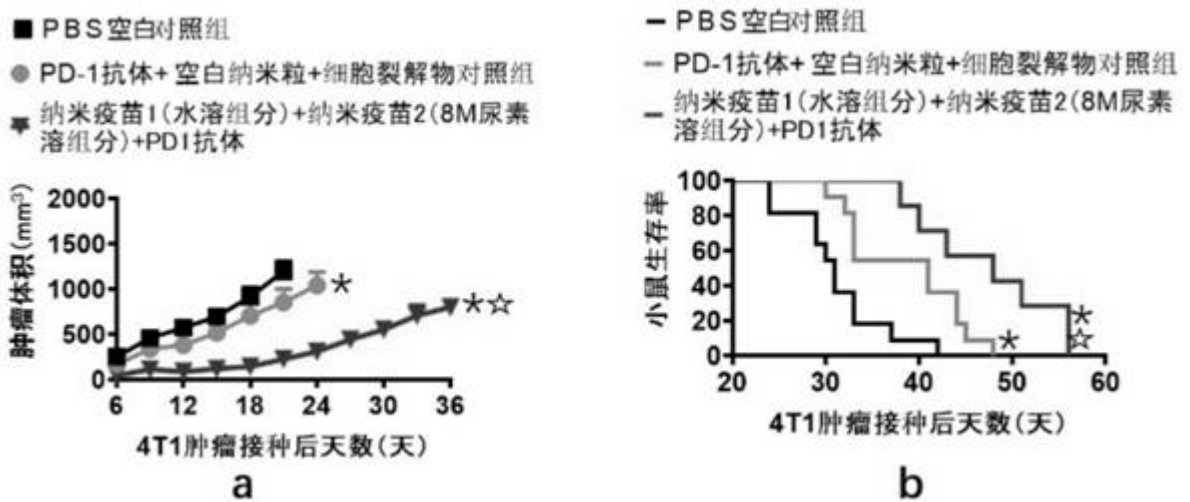 PBS空白对照组
PD-1抗体+空白纳米粒+细胞裂解物对照组
纳米疫苗1(水溶组分)+纳米疫苗2(8M尿素
溶组分)+PD1抗体
肿瘤体积(mm³)
2000
1500
1000
500
0
6
12
18
24
30
36
*
*☆
4T1肿瘤接种后天数(天)
a
PBS空白对照组
PD-1抗体+空白纳米粒+细胞裂解物对照组
纳米疫苗1(水溶组分)+纳米疫苗2(8M尿素
溶组分)+PD1抗体
小鼠生存率
100
80
60
40
20
0
20
30
40
50
60
*
*
☆
4T1肿瘤接种后天数(天)
b